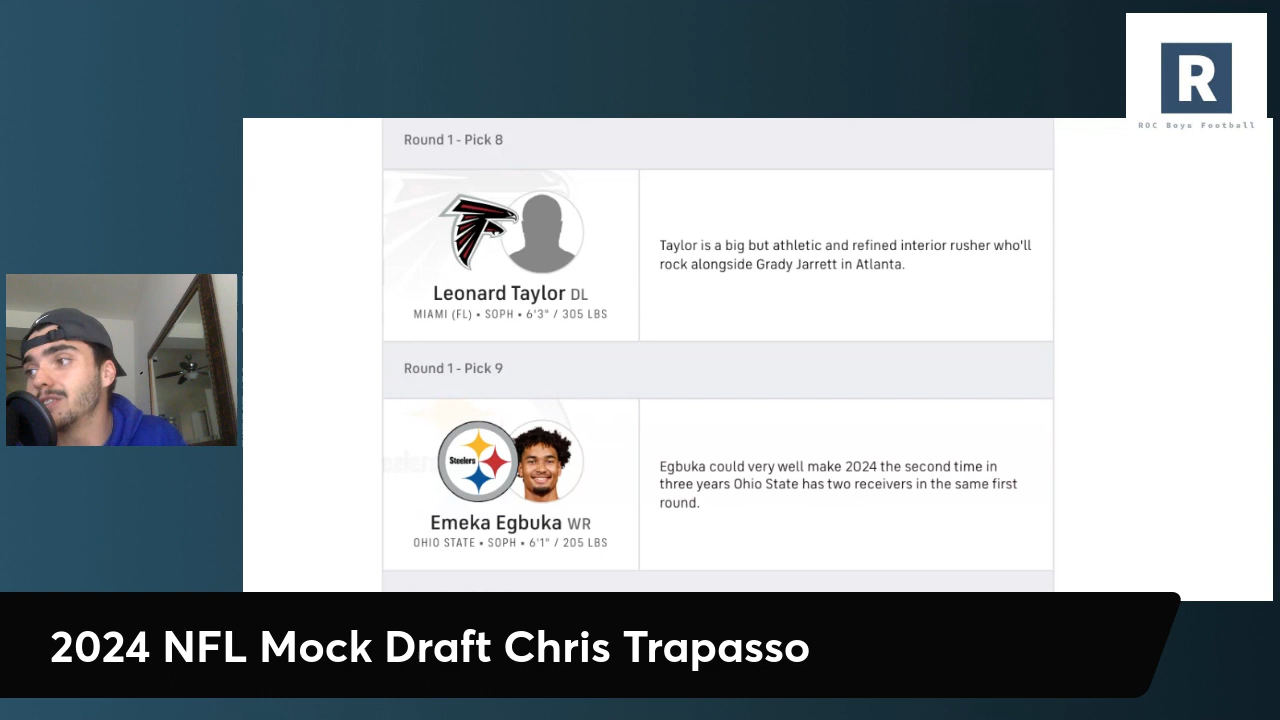 R
ROC Boys Football
Round 1 - Pick 8
Leonard Taylor DL
MIAMI (FL) • SOPH • 6'3" / 305 LBS
Taylor is a big but athletic and refined interior rusher who'll
rock alongside Grady Jarrett in Atlanta.
Round 1 - Pick 9
Steelers
Emeka Egbuka WR
OHIO STATE • SOPH • 6'1" / 205 LBS
Egbuka could very well make 2024 the second time in
three years Ohio State has two receivers in the same first
round.
2024 NFL Mock Draft Chris Trapasso